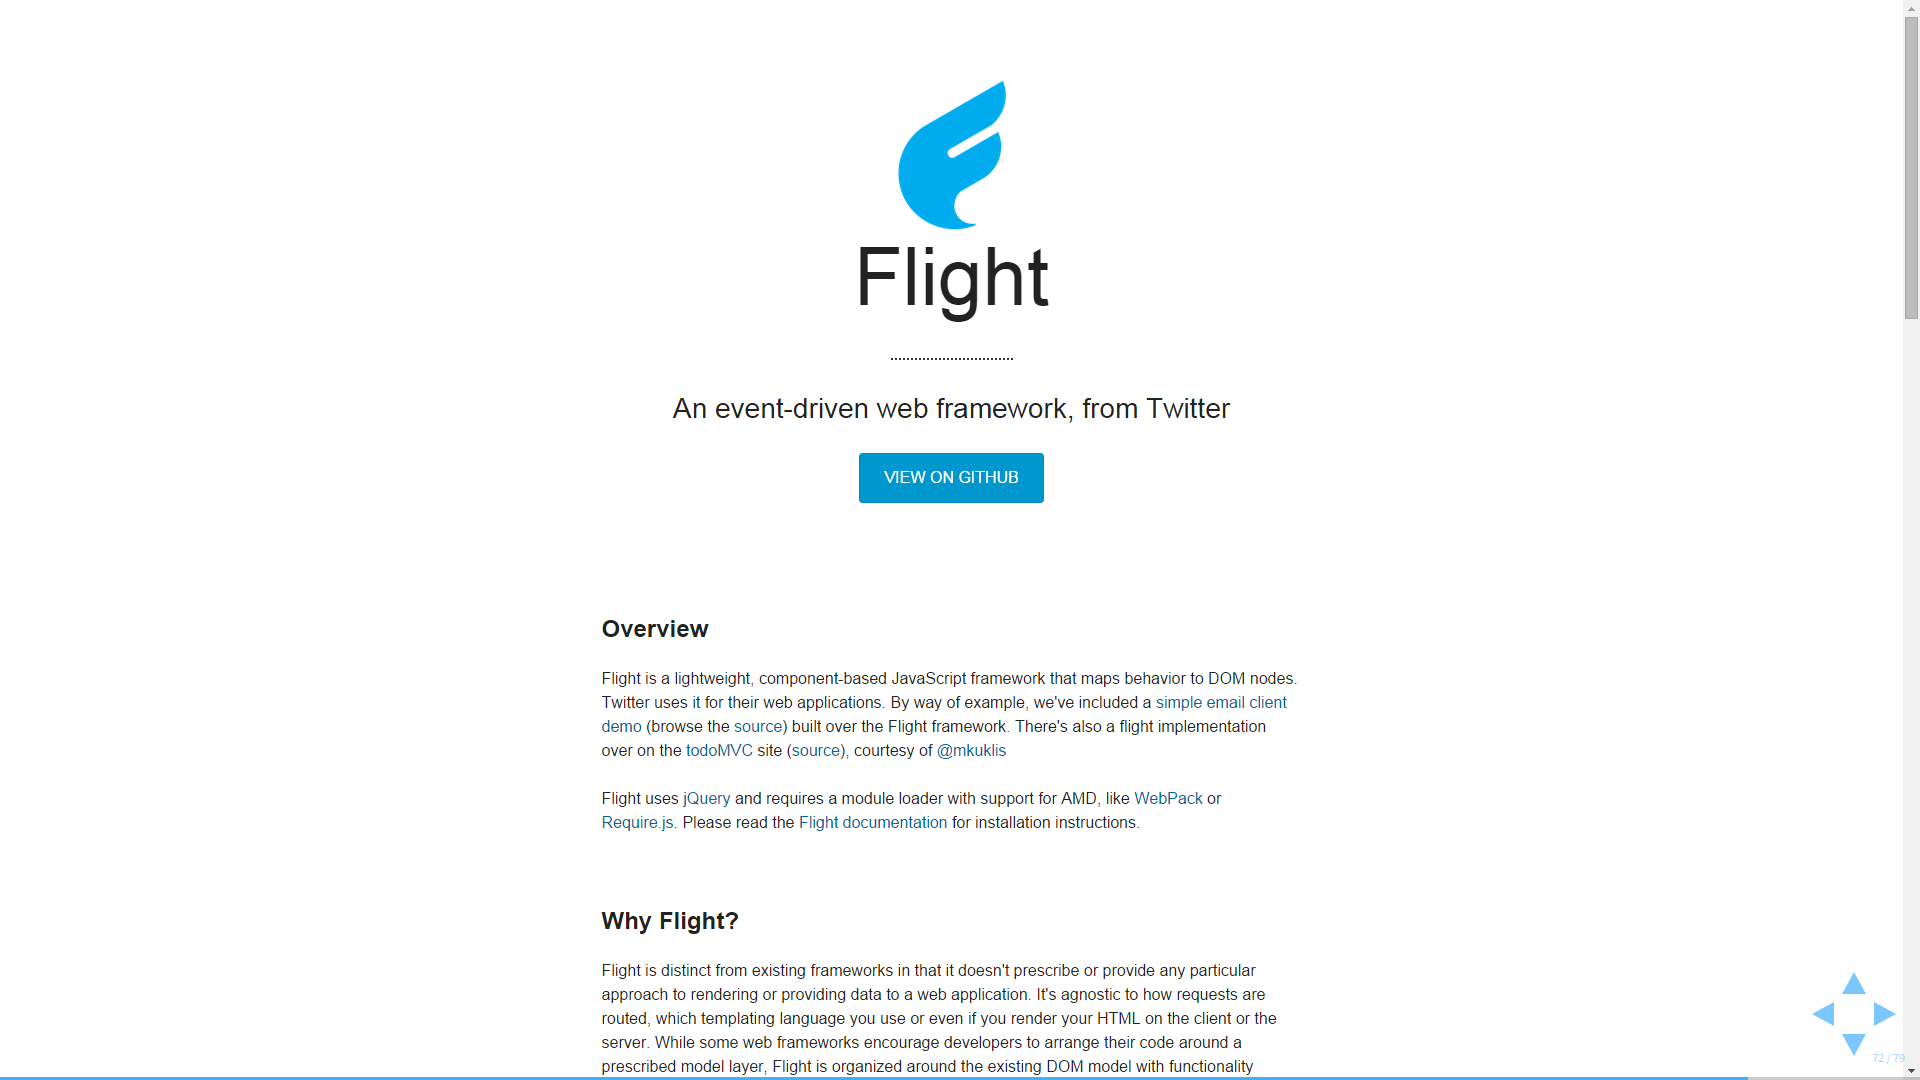 Flight
An event-driven web framework, from Twitter
VIEW ON GITHUB
Overview
Flight is a lightweight, component-based JavaScript framework that maps behavior to DOM nodes.
Twitter uses it for their web applications. By way of example, we've included a simple email client
demo (browse the source) built over the Flight framework. There's also a flight implementation
over on the todoMVC site (source), courtesy of @mkuklis
Flight uses jQuery and requires a module loader with support for AMD, like WebPack or
Require.js. Please read the Flight documentation for installation instructions.
Why Flight?
Flight is distinct from existing frameworks in that it doesn't prescribe or provide any particular
approach to rendering or providing data to a web application. It's agnostic to how requests are
routed, which templating language you use or even if you render your HTML on the client or the
server. While some web frameworks encourage developers to arrange their code around a
prescribed model layer, Flight is organized around the existing DOM model with functionality
72 / 79